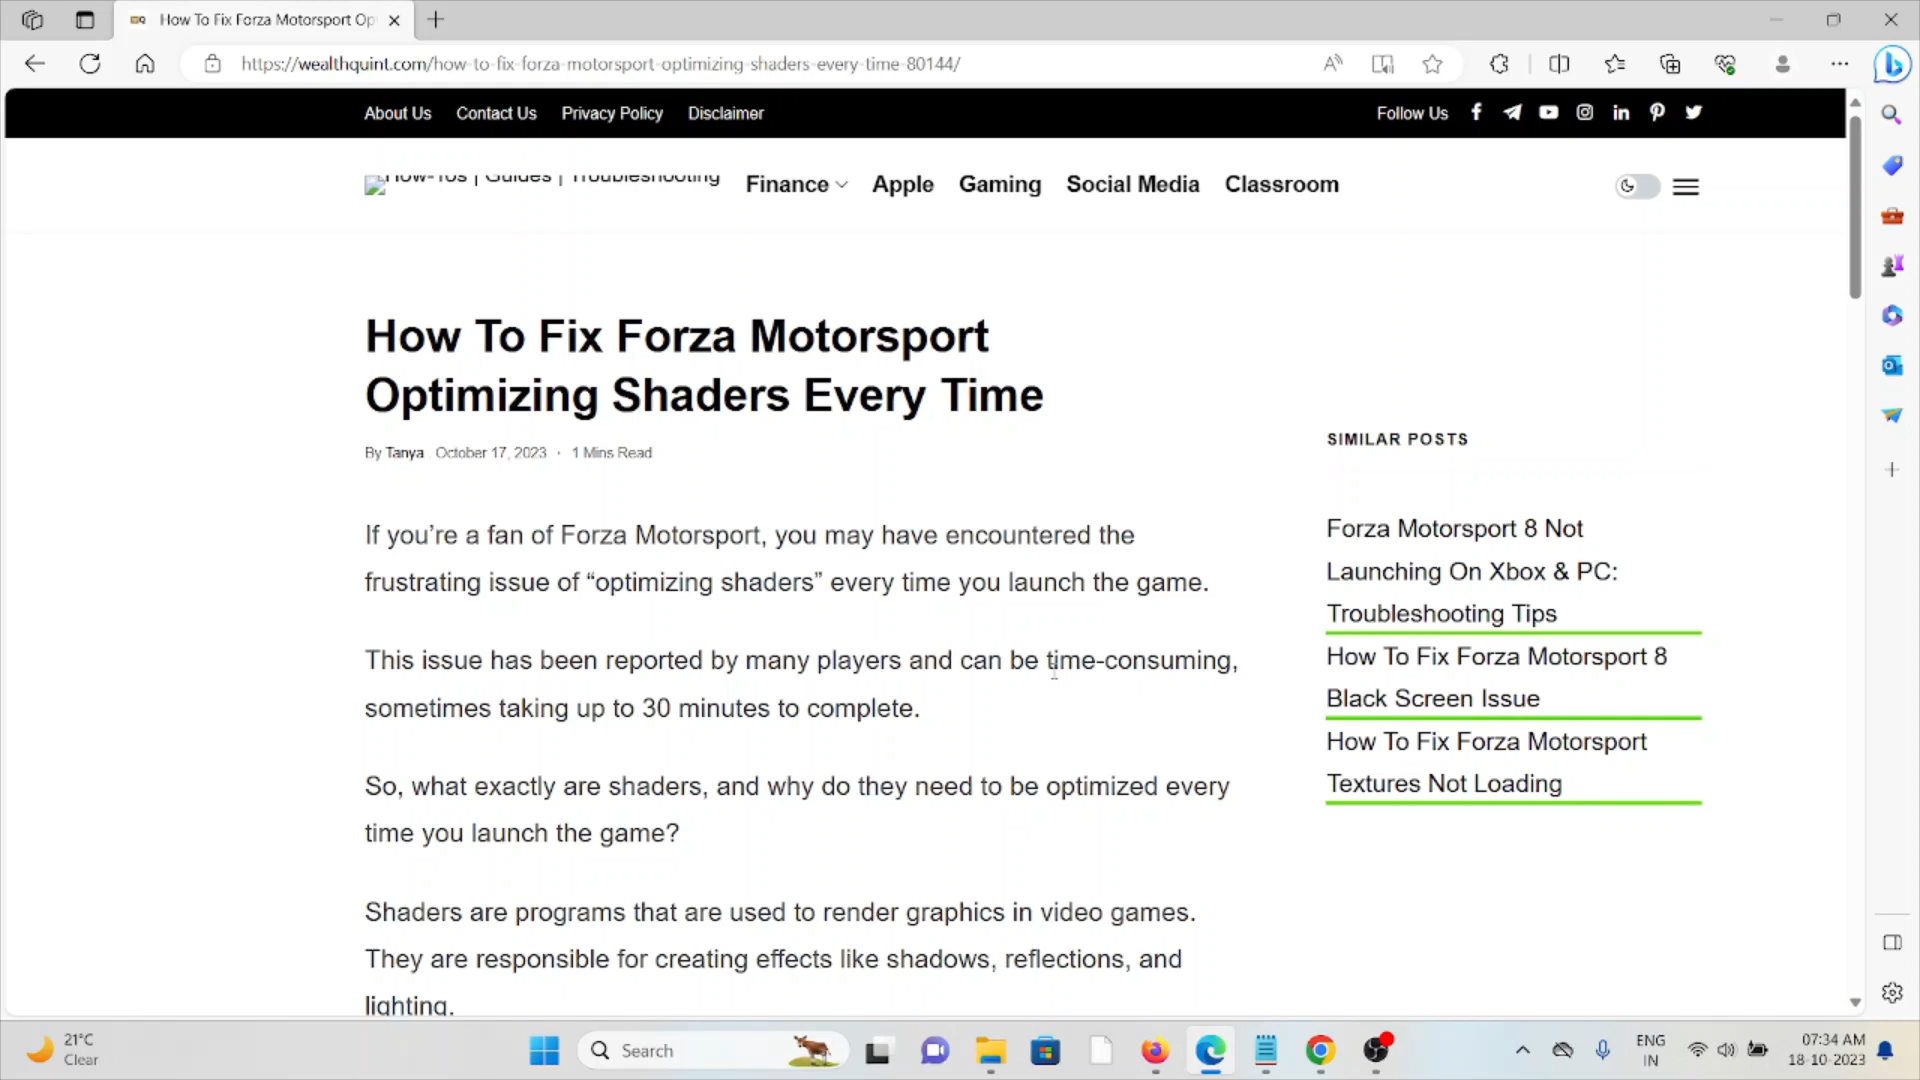 How To Fix Forza Motorsport Op
https://wealthquint.com/how-to-fix-forza-motorsport-optimizing-shaders-every-time-80144/
About Us Contact Us Privacy Policy Disclaimer Follow Us
How-Tos | Guides | Troubleshooting Finance Apple Gaming Social Media Classroom
How To Fix Forza Motorsport
Optimizing Shaders Every Time
By Tanya October 17, 2023 · 1 Mins Read
If you’re a fan of Forza Motorsport, you may have encountered the
frustrating issue of “optimizing shaders” every time you launch the game.
This issue has been reported by many players and can be time-consuming,
sometimes taking up to 30 minutes to complete.
So, what exactly are shaders, and why do they need to be optimized every
time you launch the game?
Shaders are programs that are used to render graphics in video games.
They are responsible for creating effects like shadows, reflections, and
lighting.
SIMILAR POSTS
Forza Motorsport 8 Not
Launching On Xbox & PC:
Troubleshooting Tips
How To Fix Forza Motorsport 8
Black Screen Issue
How To Fix Forza Motorsport
Textures Not Loading
21°C
Clear
Search
ENG
IN
07:34 AM
18-10-2023